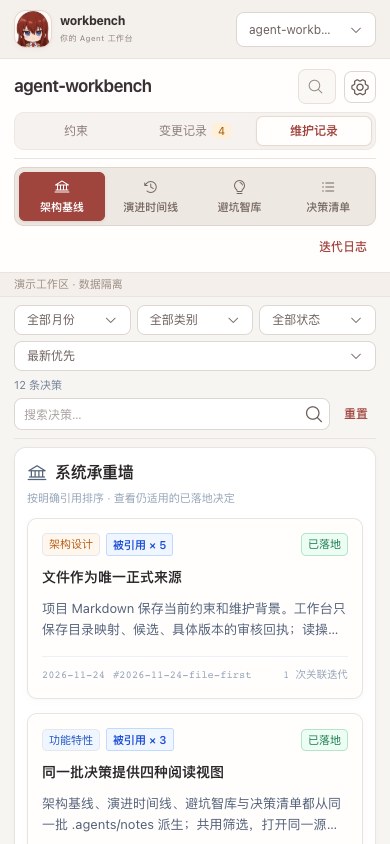 workbench
你的 Agent 工作台
agent-workb...
agent-workbench
约束
变更记录 4
维护记录
架构基线
演进时间线
避坑智库
决策清单
迭代日志
演示工作区 · 数据隔离
全部月份
全部类别
全部状态
最新优先
12 条决策
搜索决策...
重置
系统承重墙
按明确引用排序 · 查看仍适用的已落地决定
架构设计
被引用 × 5
已落地
文件作为唯一正式来源
项目 Markdown 保存当前约束和维护背景。工作台只
保存目录映射、候选、具体版本的审核回执；读操...
2026-11-24 #2026-11-24-file-first
1 次关联迭代
功能特性
被引用 × 3
已落地
同一批决策提供四种阅读视图
架构基线、演进时间线、避坑智库与决策清单都从同
一批 .agents/notes 派生；共用筛选，打开同一源...